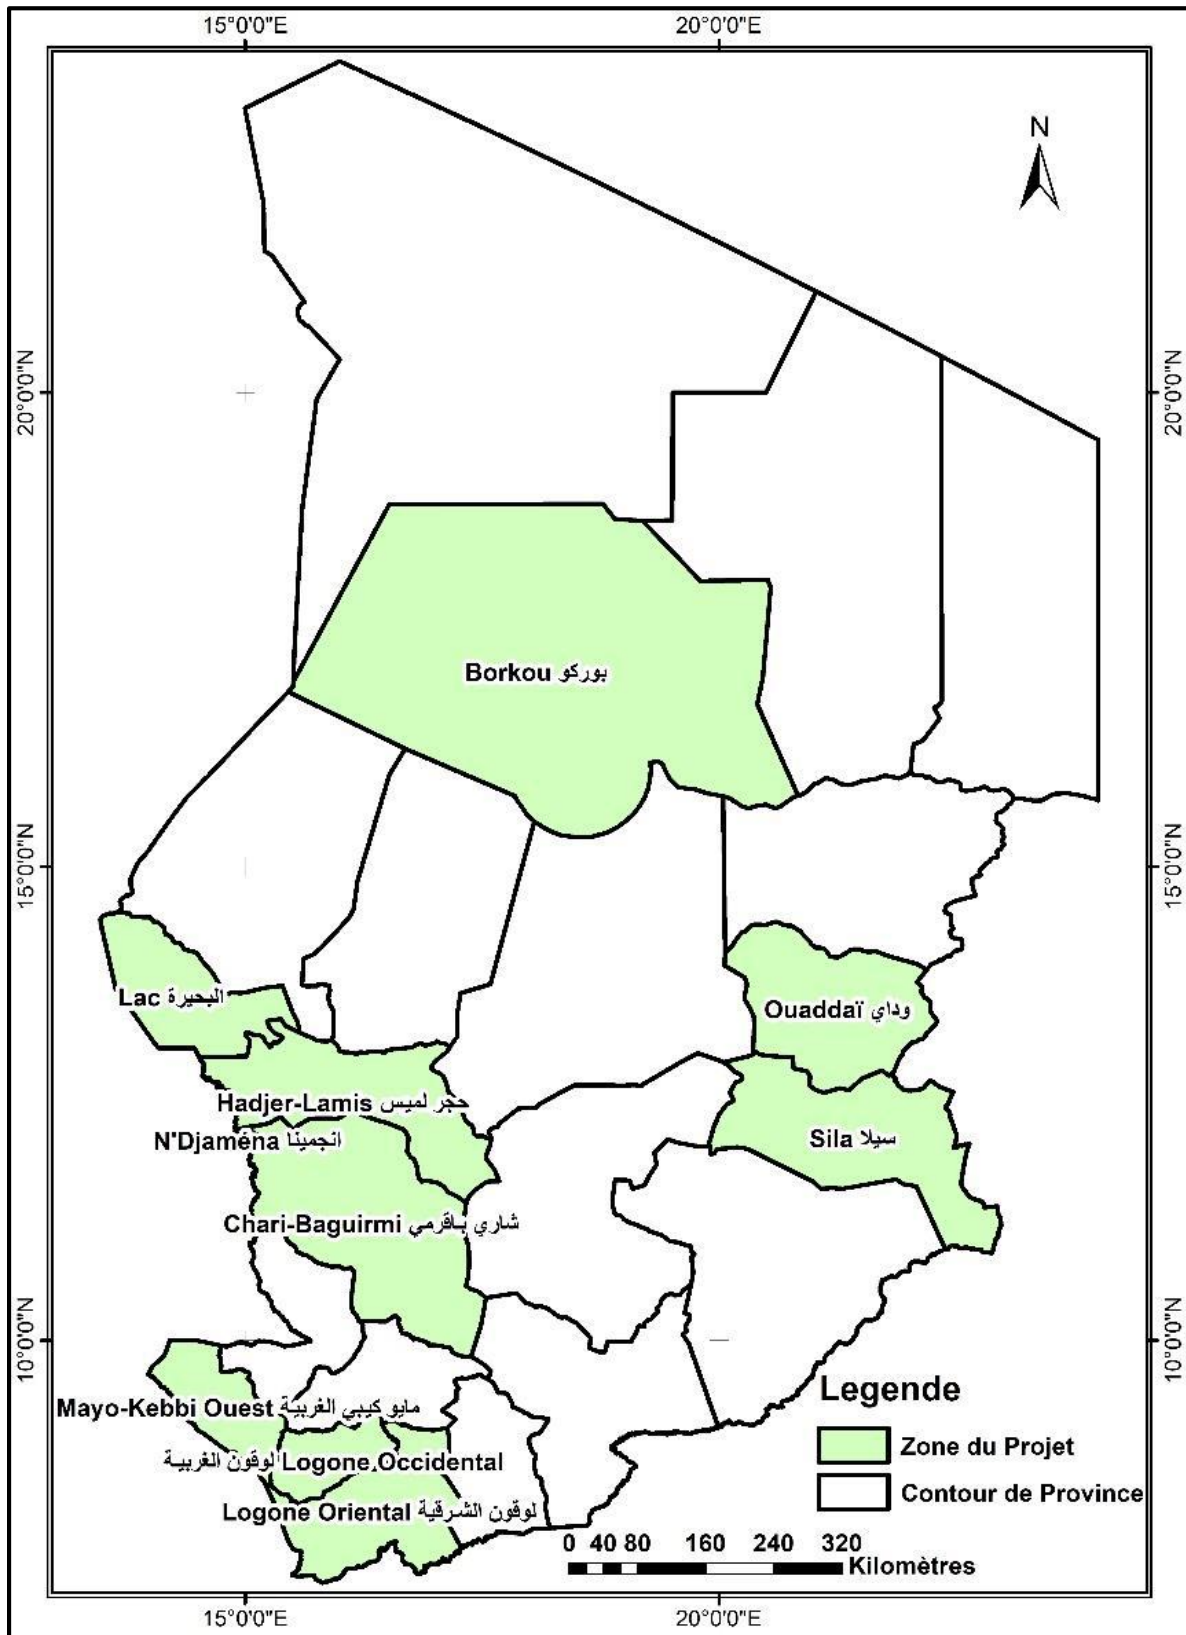 15°0'0"E 20°0'0"E
N
20°0'0"N 20°0'0"N
Borkou بوركو
15°0'0"N 15°0'0"N
Lac البحيرة
Ouaddaï وداي
Hadjer-Lamis حجر لميس
N'Djaména انجمينا
Sila سيلا
Chari-Baguirmi شاري باقرمي
10°0'0"N 10°0'0"N
Legende
Mayo-Kebbi Ouest مايو كيبي الغربية
Zone du Projet
لوقون الغربية Logone Occidental
Contour de Province
Logone Oriental لوقون الشرقية
0 40 80 160 240 320
Kilomètres
15°0'0"E 20°0'0"E